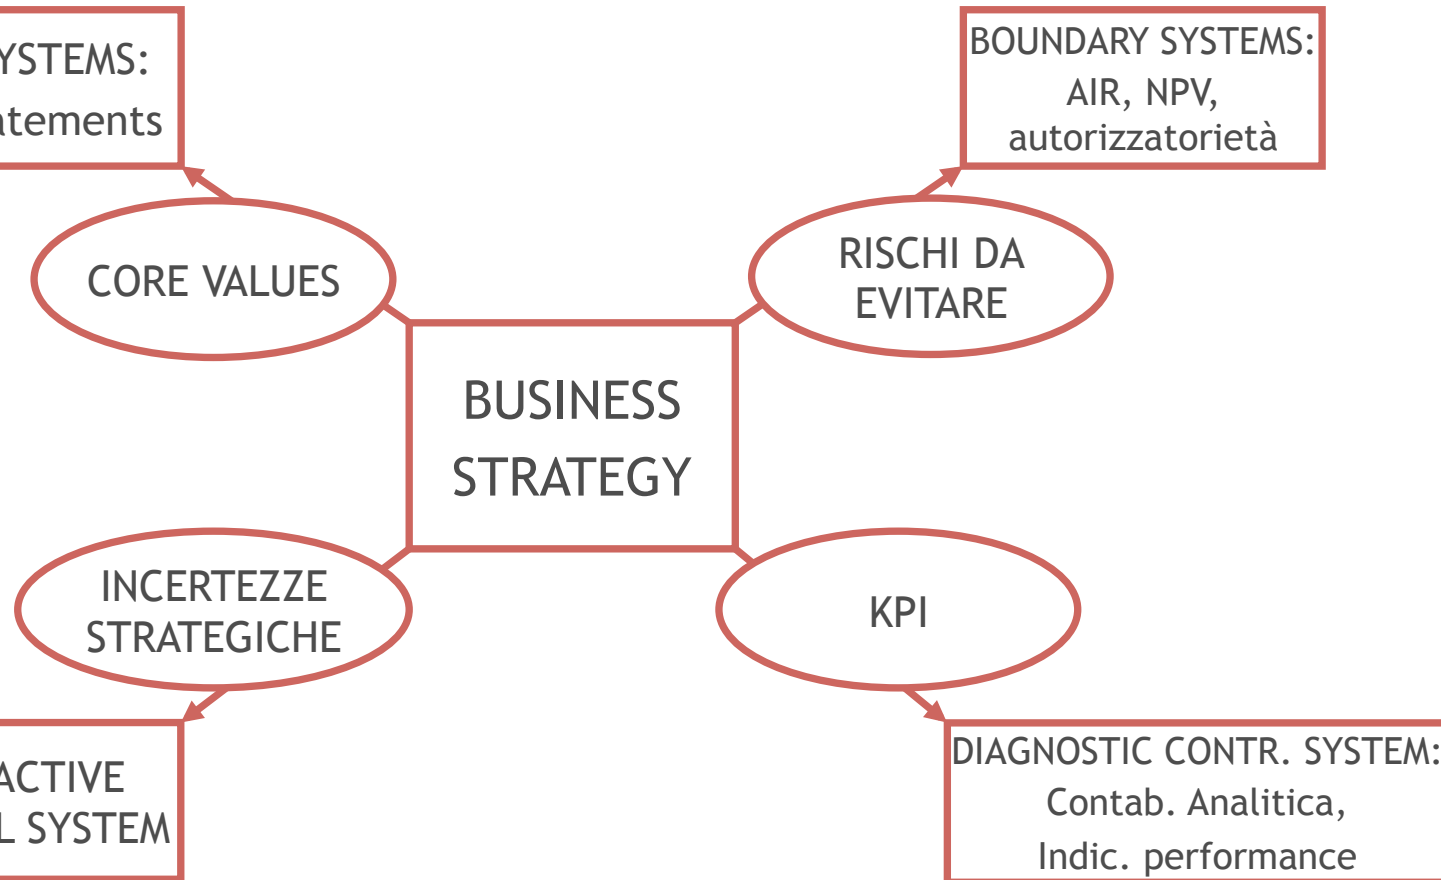 YSTEMS:
atements
BOUNDARY SYSTEMS:
AIR, NPV,
autorizzatorietà
CORE VALUES
RISCHI DA
EVITARE
BUSINESS
STRATEGY
INCERTEZZE
STRATEGICHE
KPI
ACTIVE
L SYSTEM
DIAGNOSTIC CONTR. SYSTEM:
Contab. Analitica,
Indic. performance